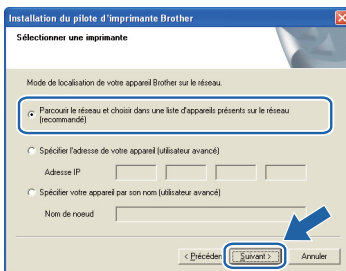 Installation du pilote d'imprimante Brother
Sélectionner une imprimante
Mode de localisation de votre appareil Brother sur le réseau.
Parcourir le réseau et choisir dans une liste d'appareils présents sur le réseau
(recommandé)
Spécifier l'adresse de votre appareil (utilisateur avancé)
Adresse IP
Spécifier votre appareil par son nom (utilisateur avancé)
Nom de noeud
< Précéden Suivant > Annuler